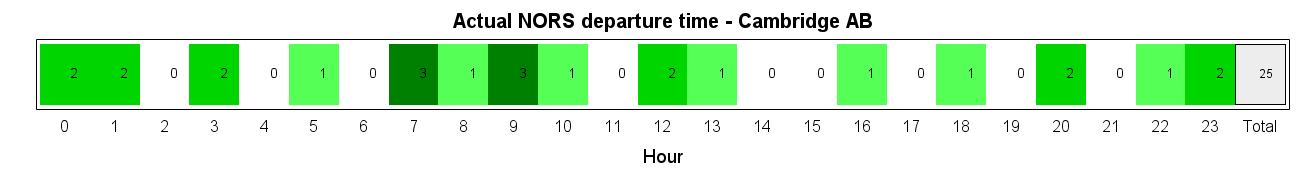 Actual NORS departure time - Cambridge AB
2 2 0 2 0 1 0 3 1 3 1 0 2 1 0 0 1 0 1 0 2 0 1 2 25
0 1 2 3 4 5 6 7 8 9 10 11 12 13 14 15 16 17 18 19 20 21 22 23 Total
Hour